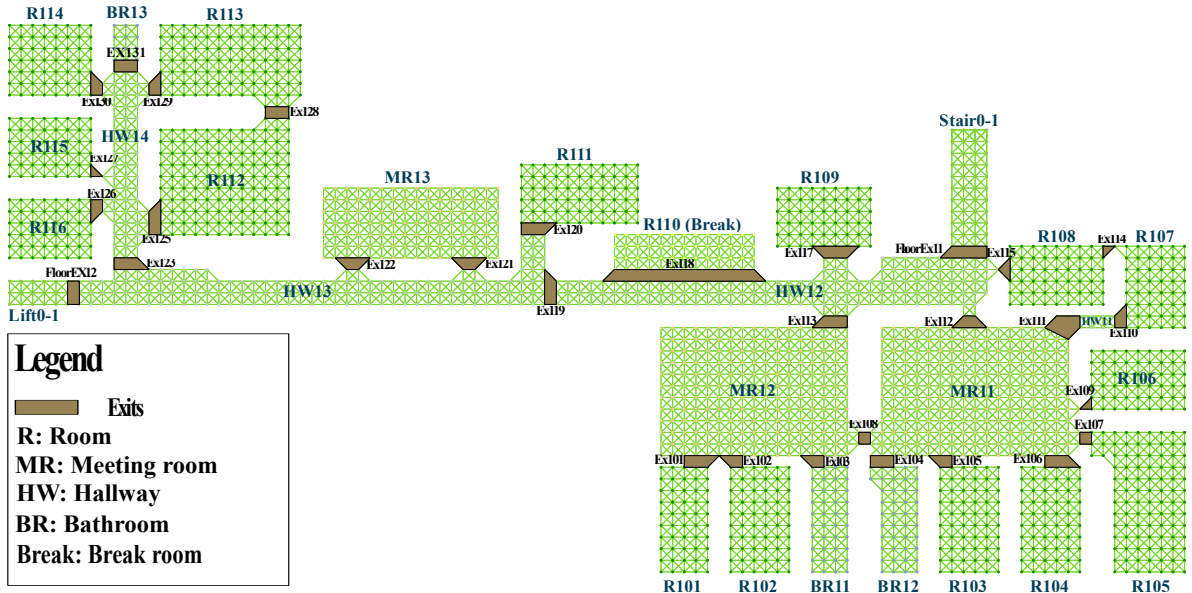 R114
BR13
R113
EX131
Ex130
Ex129
Ex128
Stair0-1
HW14
R115
Ex127
R111
R112
MR13
R109
Ex126
R116
Ex125
Ex120
R110 (Break)
FloorEx11
Ex117
Ex115
R108
Ex114
R107
FloorEX12
Ex123
Ex122
Ex121
Ex118
HW13
HW12
Ex119
Lift0-1
Ex113
Ex112
Ex111
HW11
Ex110
Legend
Exits
R: Room
MR: Meeting room
HW: Hallway
BR: Bathroom
Break: Break room
MR12
MR11
R106
Ex109
Ex108
Ex107
Ex101
Ex102
Ex103
Ex104
Ex105
Ex106
R101
R102
BR11
BR12
R103
R104
R105